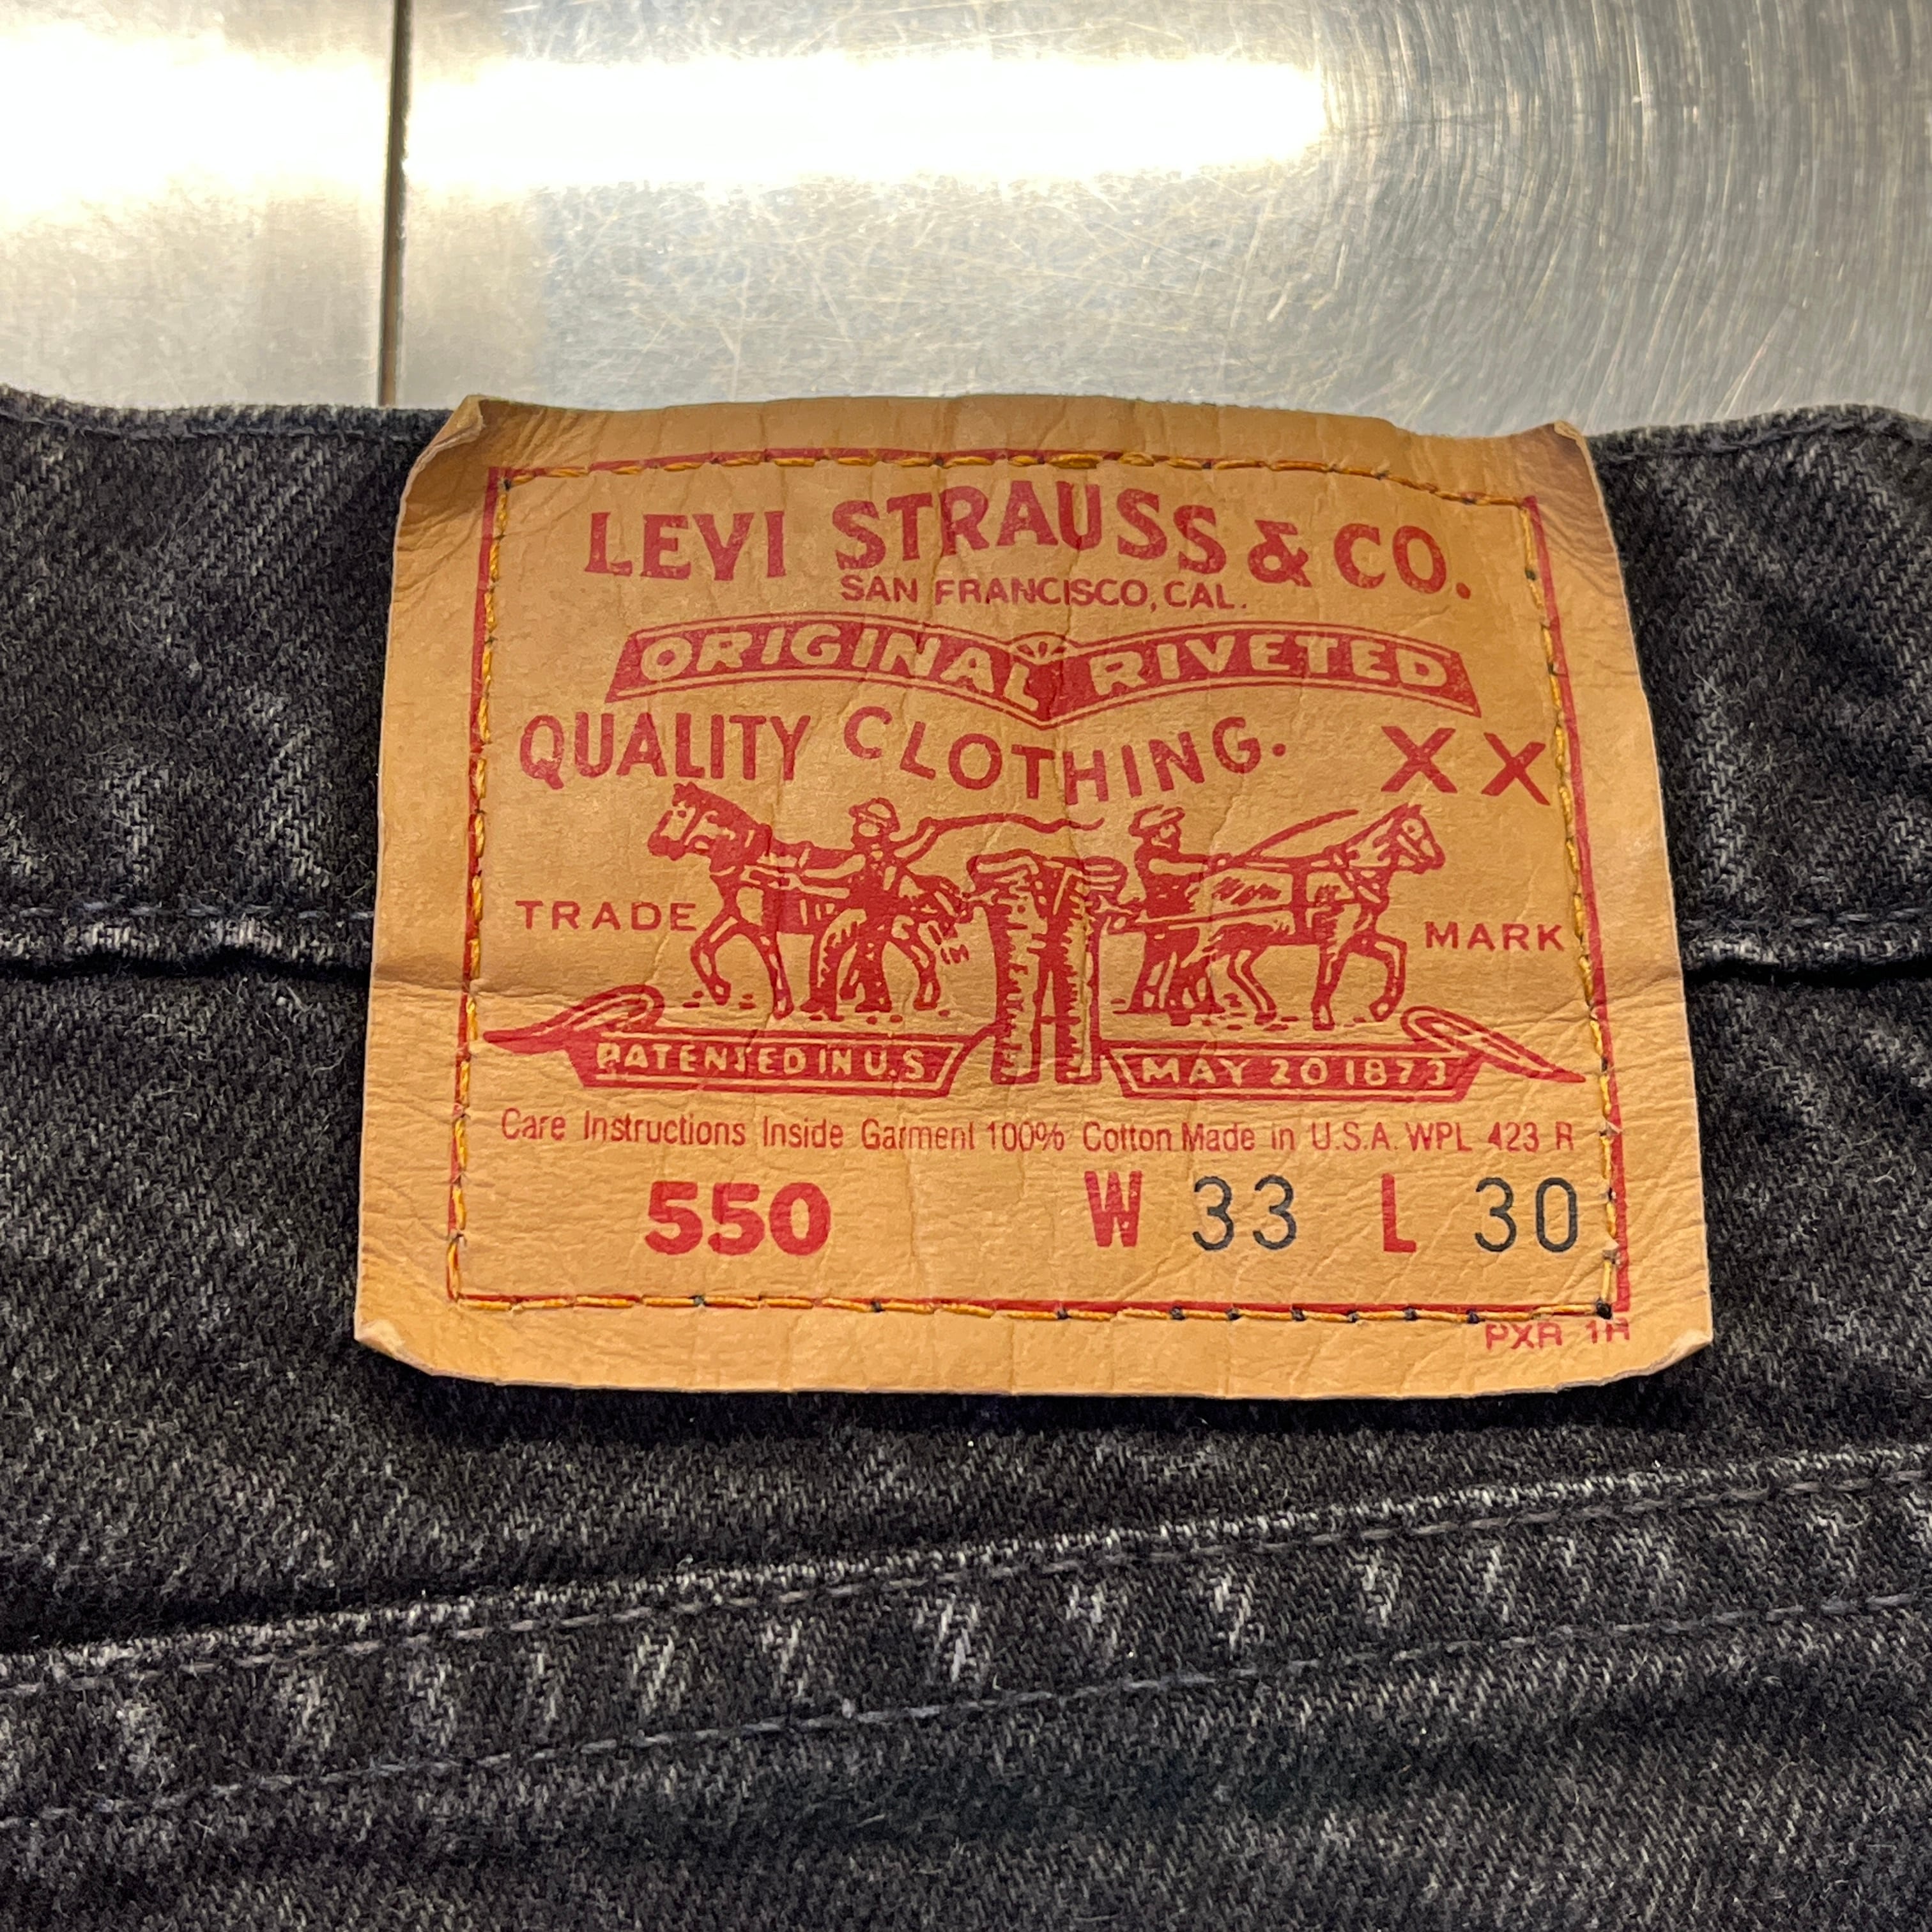 LEVI STRAUSS & CO.
SAN FRANCISCO, CAL.
ORIGINAL RIVETED
QUALITY CLOTHING. XX
TRADE MARK
PATENTED IN U.S MAY 20 1873
Care Instructions Inside Garment 100% Cotton Made in U.S.A. WPL 423 R
550 W 33 L 30
PXR